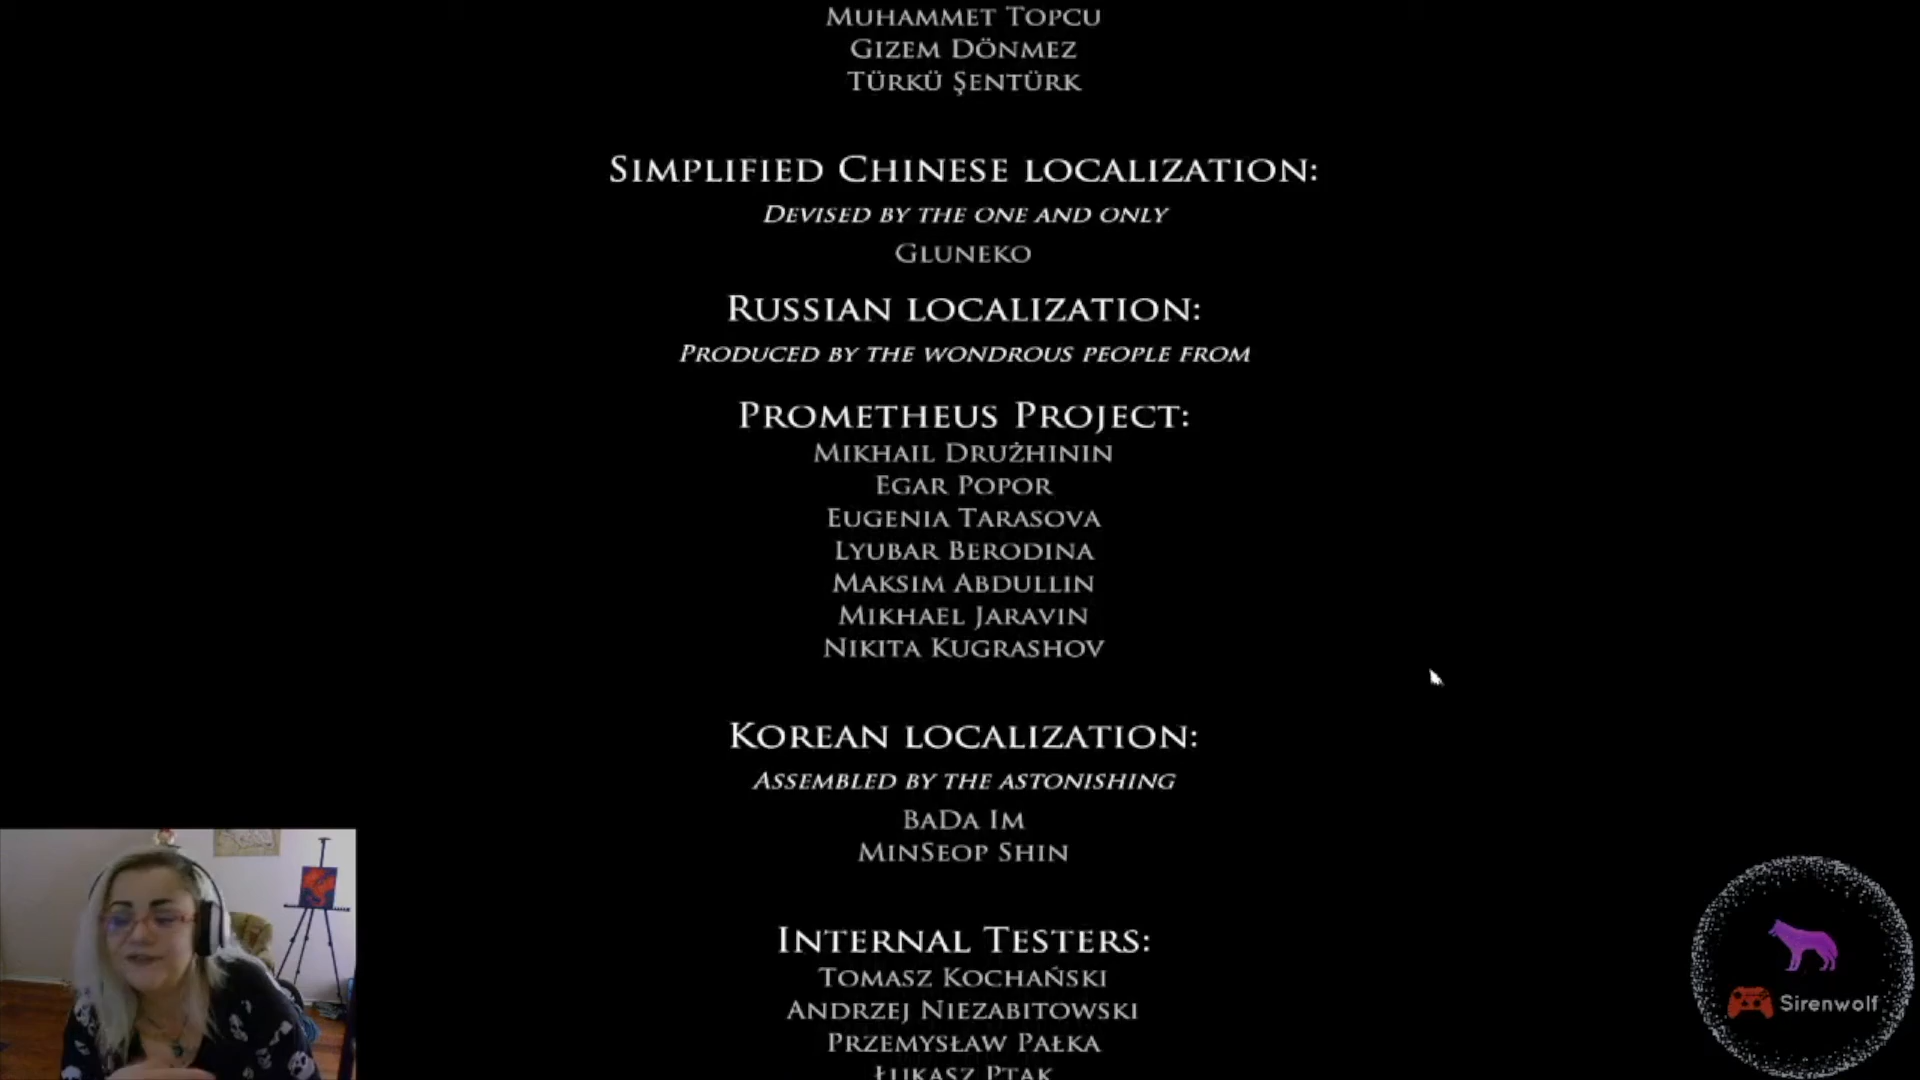 Muhammet Topcu
Gizem Dönmez
Türkü Şentürk
Simplified Chinese localization:
Devised by the one and only
Gluneko
Russian localization:
Produced by the wondrous people from
Prometheus Project:
Mikhail Drużhinin
Egar Popor
Eugenia Tarasova
Lyubar Berodina
Maksim Abdullin
Mikhael Jaravin
Nikita Kugrashov
Korean localization:
Assembled by the astonishing
BaDa Im
MinSeop Shin
Internal Testers:
Tomasz Kochański
Andrzej Niezabitowski
Przemysław Pałka
Łukasz Ptak
Sirenwolf